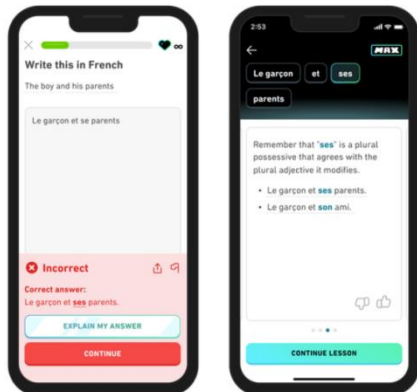 Write this in French
The boy and his parents
Le garçon et se parents
Incorrect
Correct answer:
Le garçon et ses parents.
EXPLAIN MY ANSWER
CONTINUE
2:53
MAX
Le garçon
et
ses
parents
Remember that "ses" is a plural
possessive that agrees with the
plural adjective it modifies.
• Le garçon et ses parents.
• Le garçon et son ami.
CONTINUE LESSON